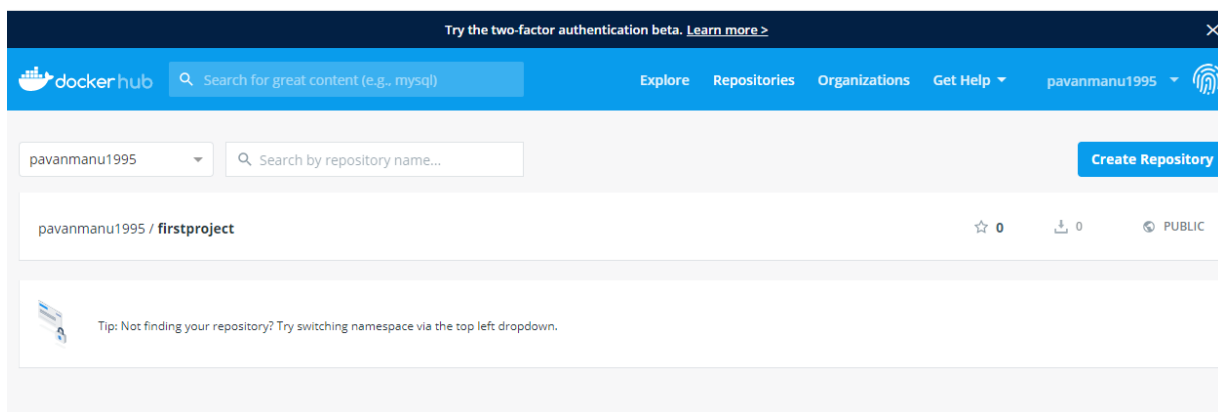 Try the two-factor authentication beta. Learn more >
dockerhub Search for great content (e.g., mysql) Explore Repositories Organizations Get Help pavanmanu1995
pavanmanu1995 Search by repository name... Create Repository
pavanmanu1995 / firstproject 0 0 PUBLIC
Tip: Not finding your repository? Try switching namespace via the top left dropdown.